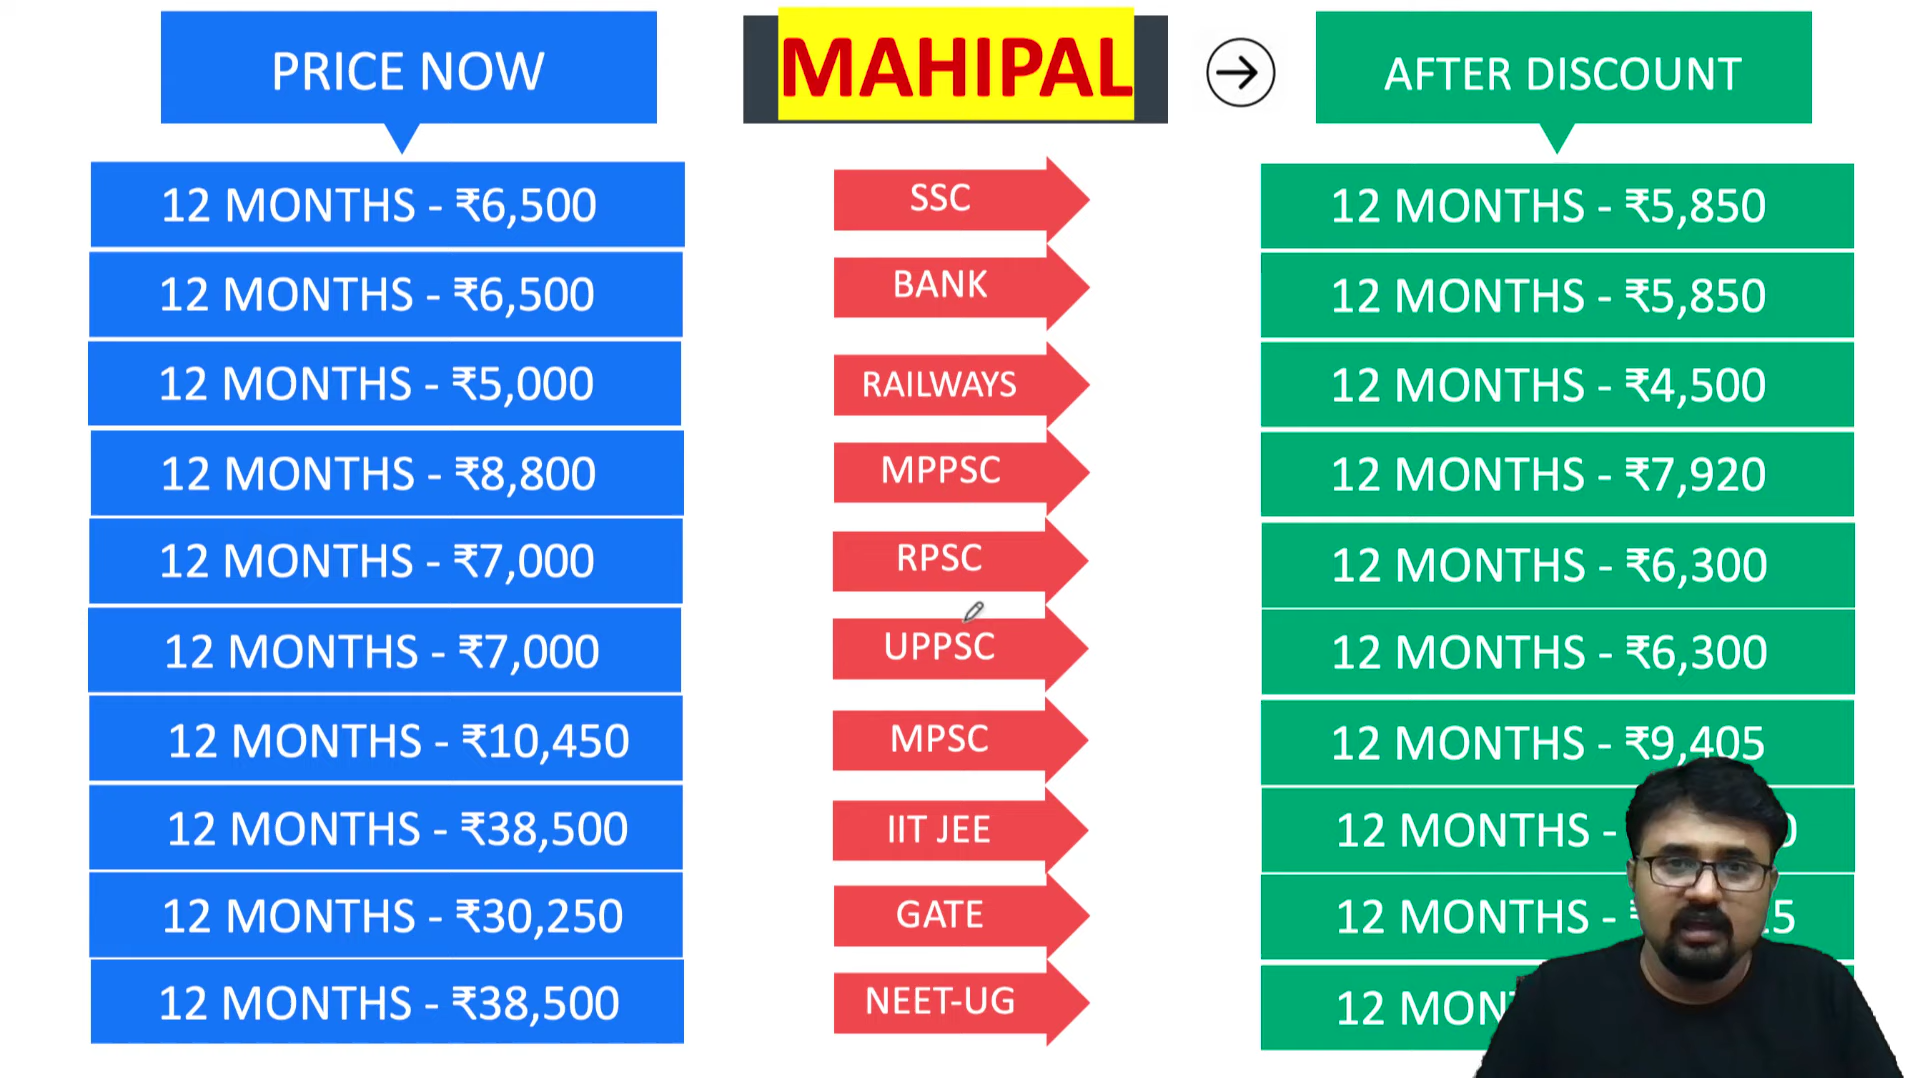 PRICE NOW
MAHIPAL
AFTER DISCOUNT
12 MONTHS - ₹6,500
SSC
12 MONTHS - ₹5,850
12 MONTHS - ₹6,500
BANK
12 MONTHS - ₹5,850
12 MONTHS - ₹5,000
RAILWAYS
12 MONTHS - ₹4,500
12 MONTHS - ₹8,800
MPPSC
12 MONTHS - ₹7,920
12 MONTHS - ₹7,000
RPSC
12 MONTHS - ₹6,300
12 MONTHS - ₹7,000
UPPSC
12 MONTHS - ₹6,300
12 MONTHS - ₹10,450
MPSC
12 MONTHS - ₹9,405
12 MONTHS - ₹38,500
IIT JEE
12 MONTHS -
12 MONTHS - ₹30,250
GATE
12 MONTHS -
12 MONTHS - ₹38,500
NEET-UG
12